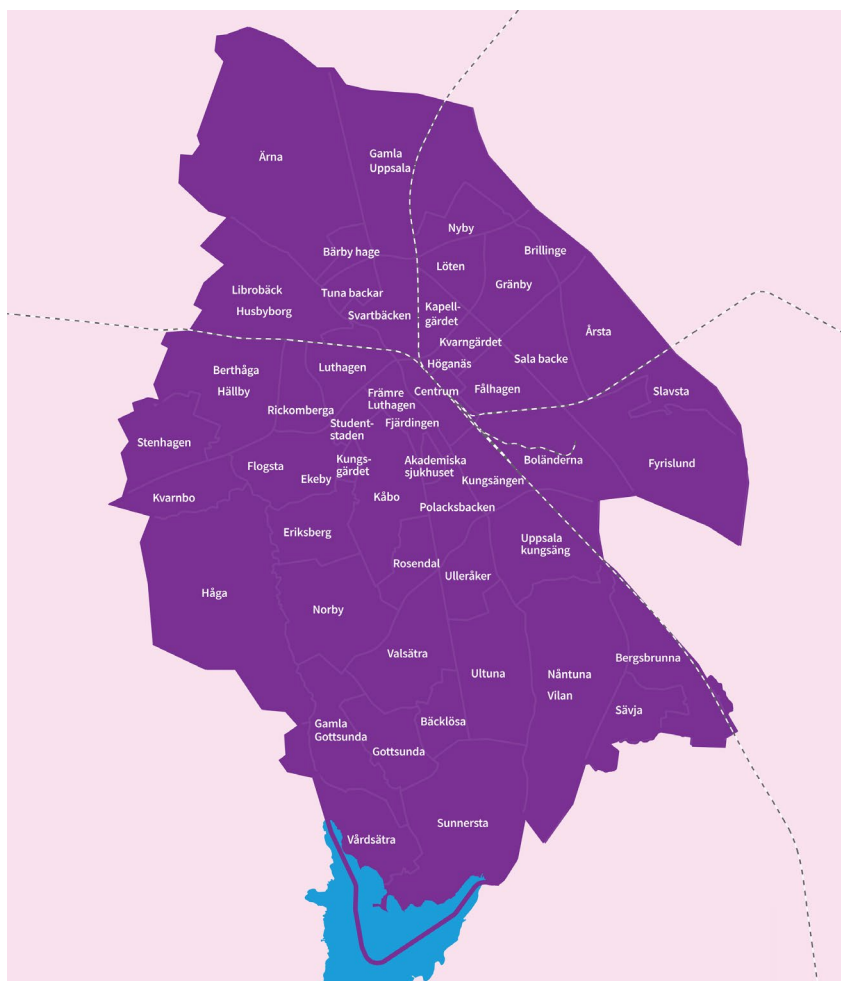 Ärna
Gamla
Uppsala
Nyby
Bärby hage
Brillinge
Löten
Gränby
Librobäck
Tuna backar
Husbyborg
Svartbäcken
Kapell-
gärdet
Årsta
Kvarngärdet
Sala backe
Höganäs
Luthagen
Berthåga
Hällby
Främre
Luthagen
Centrum
Fålhagen
Slavsta
Rickomberga
Student-
staden
Fjärdingen
Stenhagen
Flogsta
Kungs-
gärdet
Akademiska
sjukhuset
Boländerna
Fyrislund
Ekeby
Kungsängen
Kvarnbo
Kåbo
Polacksbacken
Eriksberg
Uppsala
kungsäng
Rosendal
Ulleråker
Håga
Norby
Valsätra
Bergsbrunna
Ultuna
Nåntuna
Vilan
Sävja
Gamla
Gottsunda
Bäcklösa
Gottsunda
Sunnersta
Vårdsätra